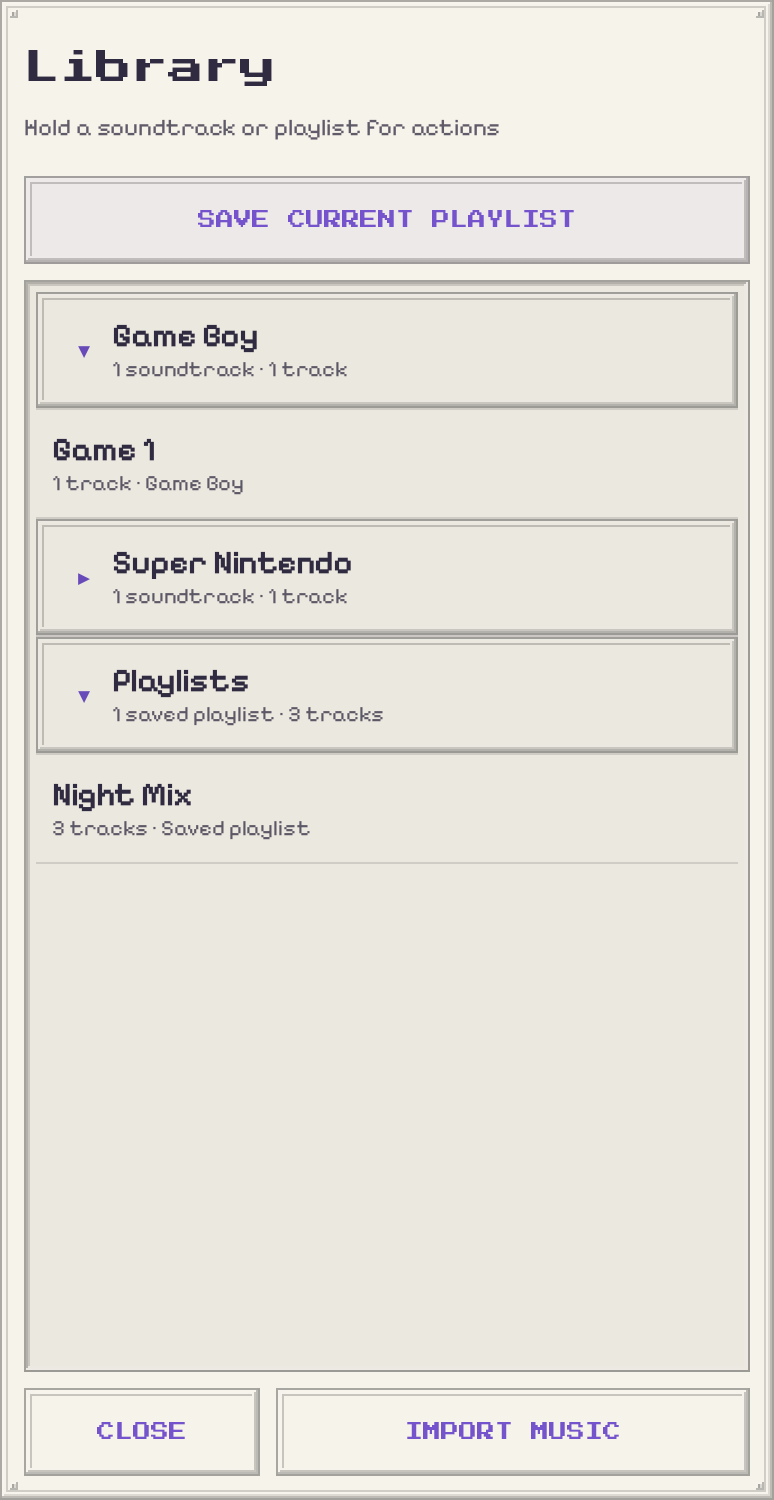 Library
Hold a soundtrack or playlist for actions
SAVE CURRENT PLAYLIST
▼ Game Boy
1 soundtrack · 1 track
Game 1
1 track · Game Boy
▶ Super Nintendo
1 soundtrack · 1 track
▼ Playlists
1 saved playlist · 3 tracks
Night Mix
3 tracks · Saved playlist
CLOSE
IMPORT MUSIC